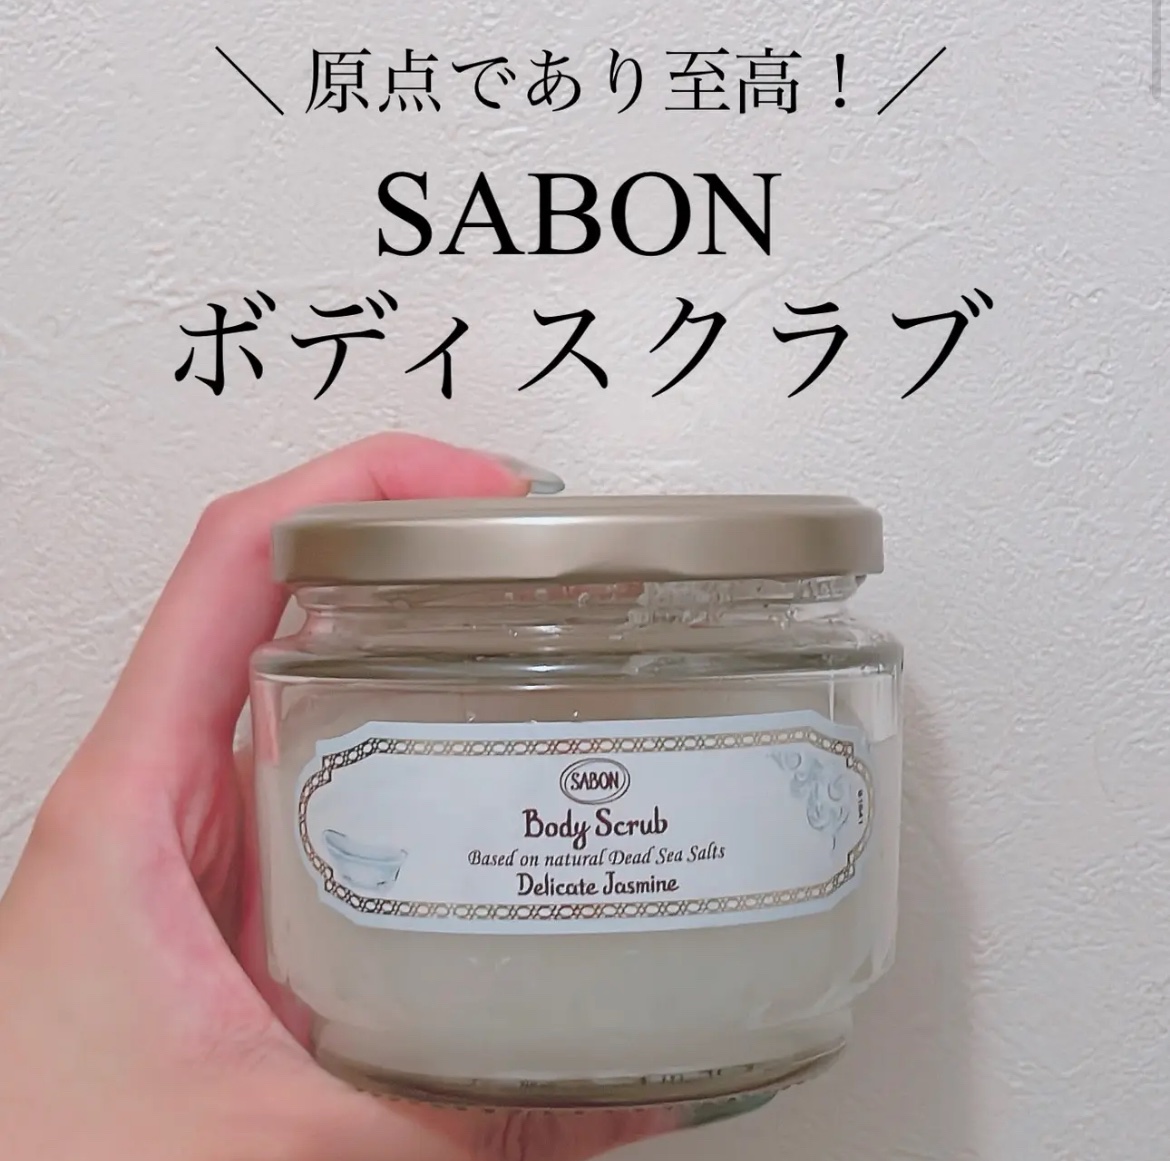 ＼ 原点であり至高！／
SABON
ボディスクラブ
SABON
Body Scrub
Based on natural Dead Sea Salts
Delicate Jasmine